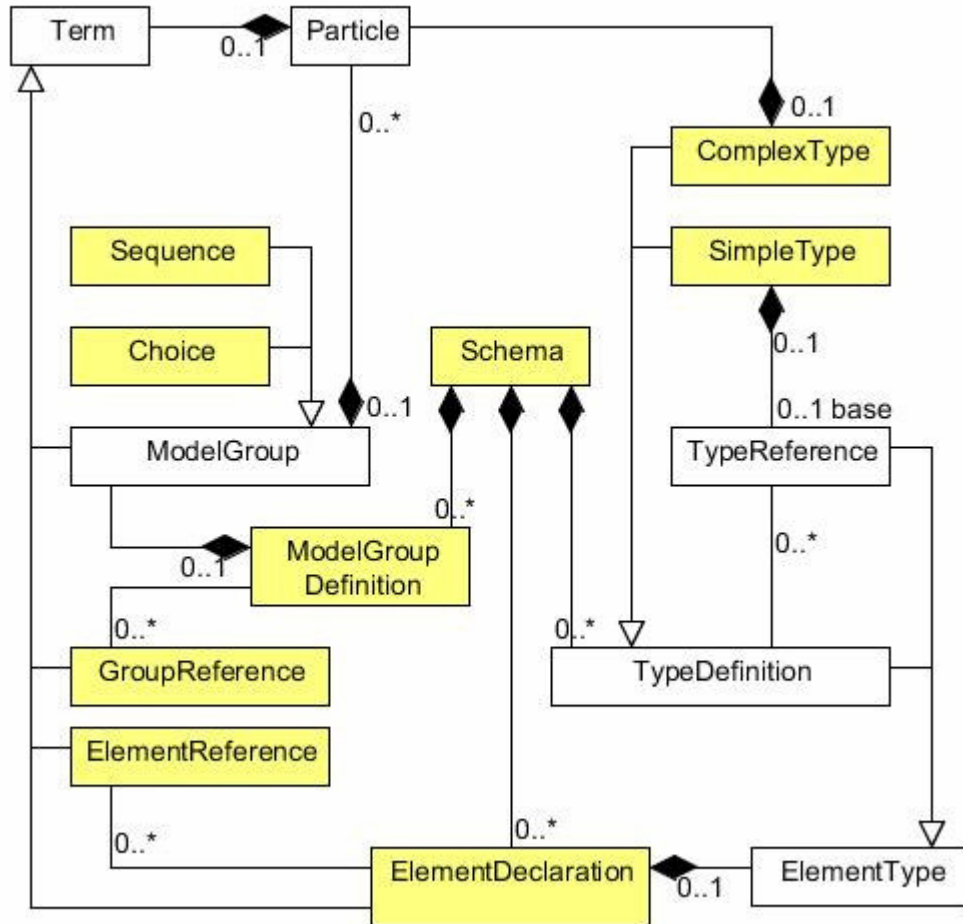 Term
Particle
0..1
0..*
0..1
ComplexType
Sequence
SimpleType
Choice
Schema
0..1
0..1
0..1 base
ModelGroup
TypeReference
0..*
0..1
ModelGroup
Definition
0..*
0..*
0..*
GroupReference
TypeDefinition
ElementReference
0..*
0..*
ElementDeclaration
0..1
ElementType